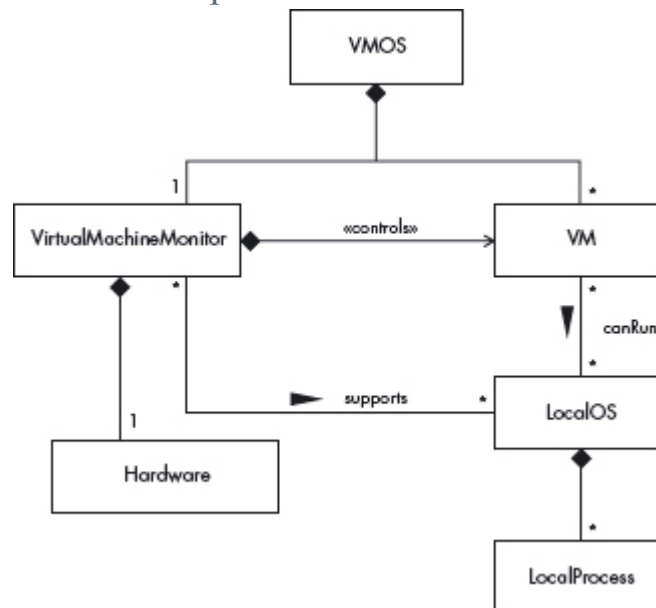 VMOS
1
*
VirtualMachineMonitor
«controls»
VM
*
*
canRun
*
supports
*
LocalOS
1
Hardware
*
LocalProcess